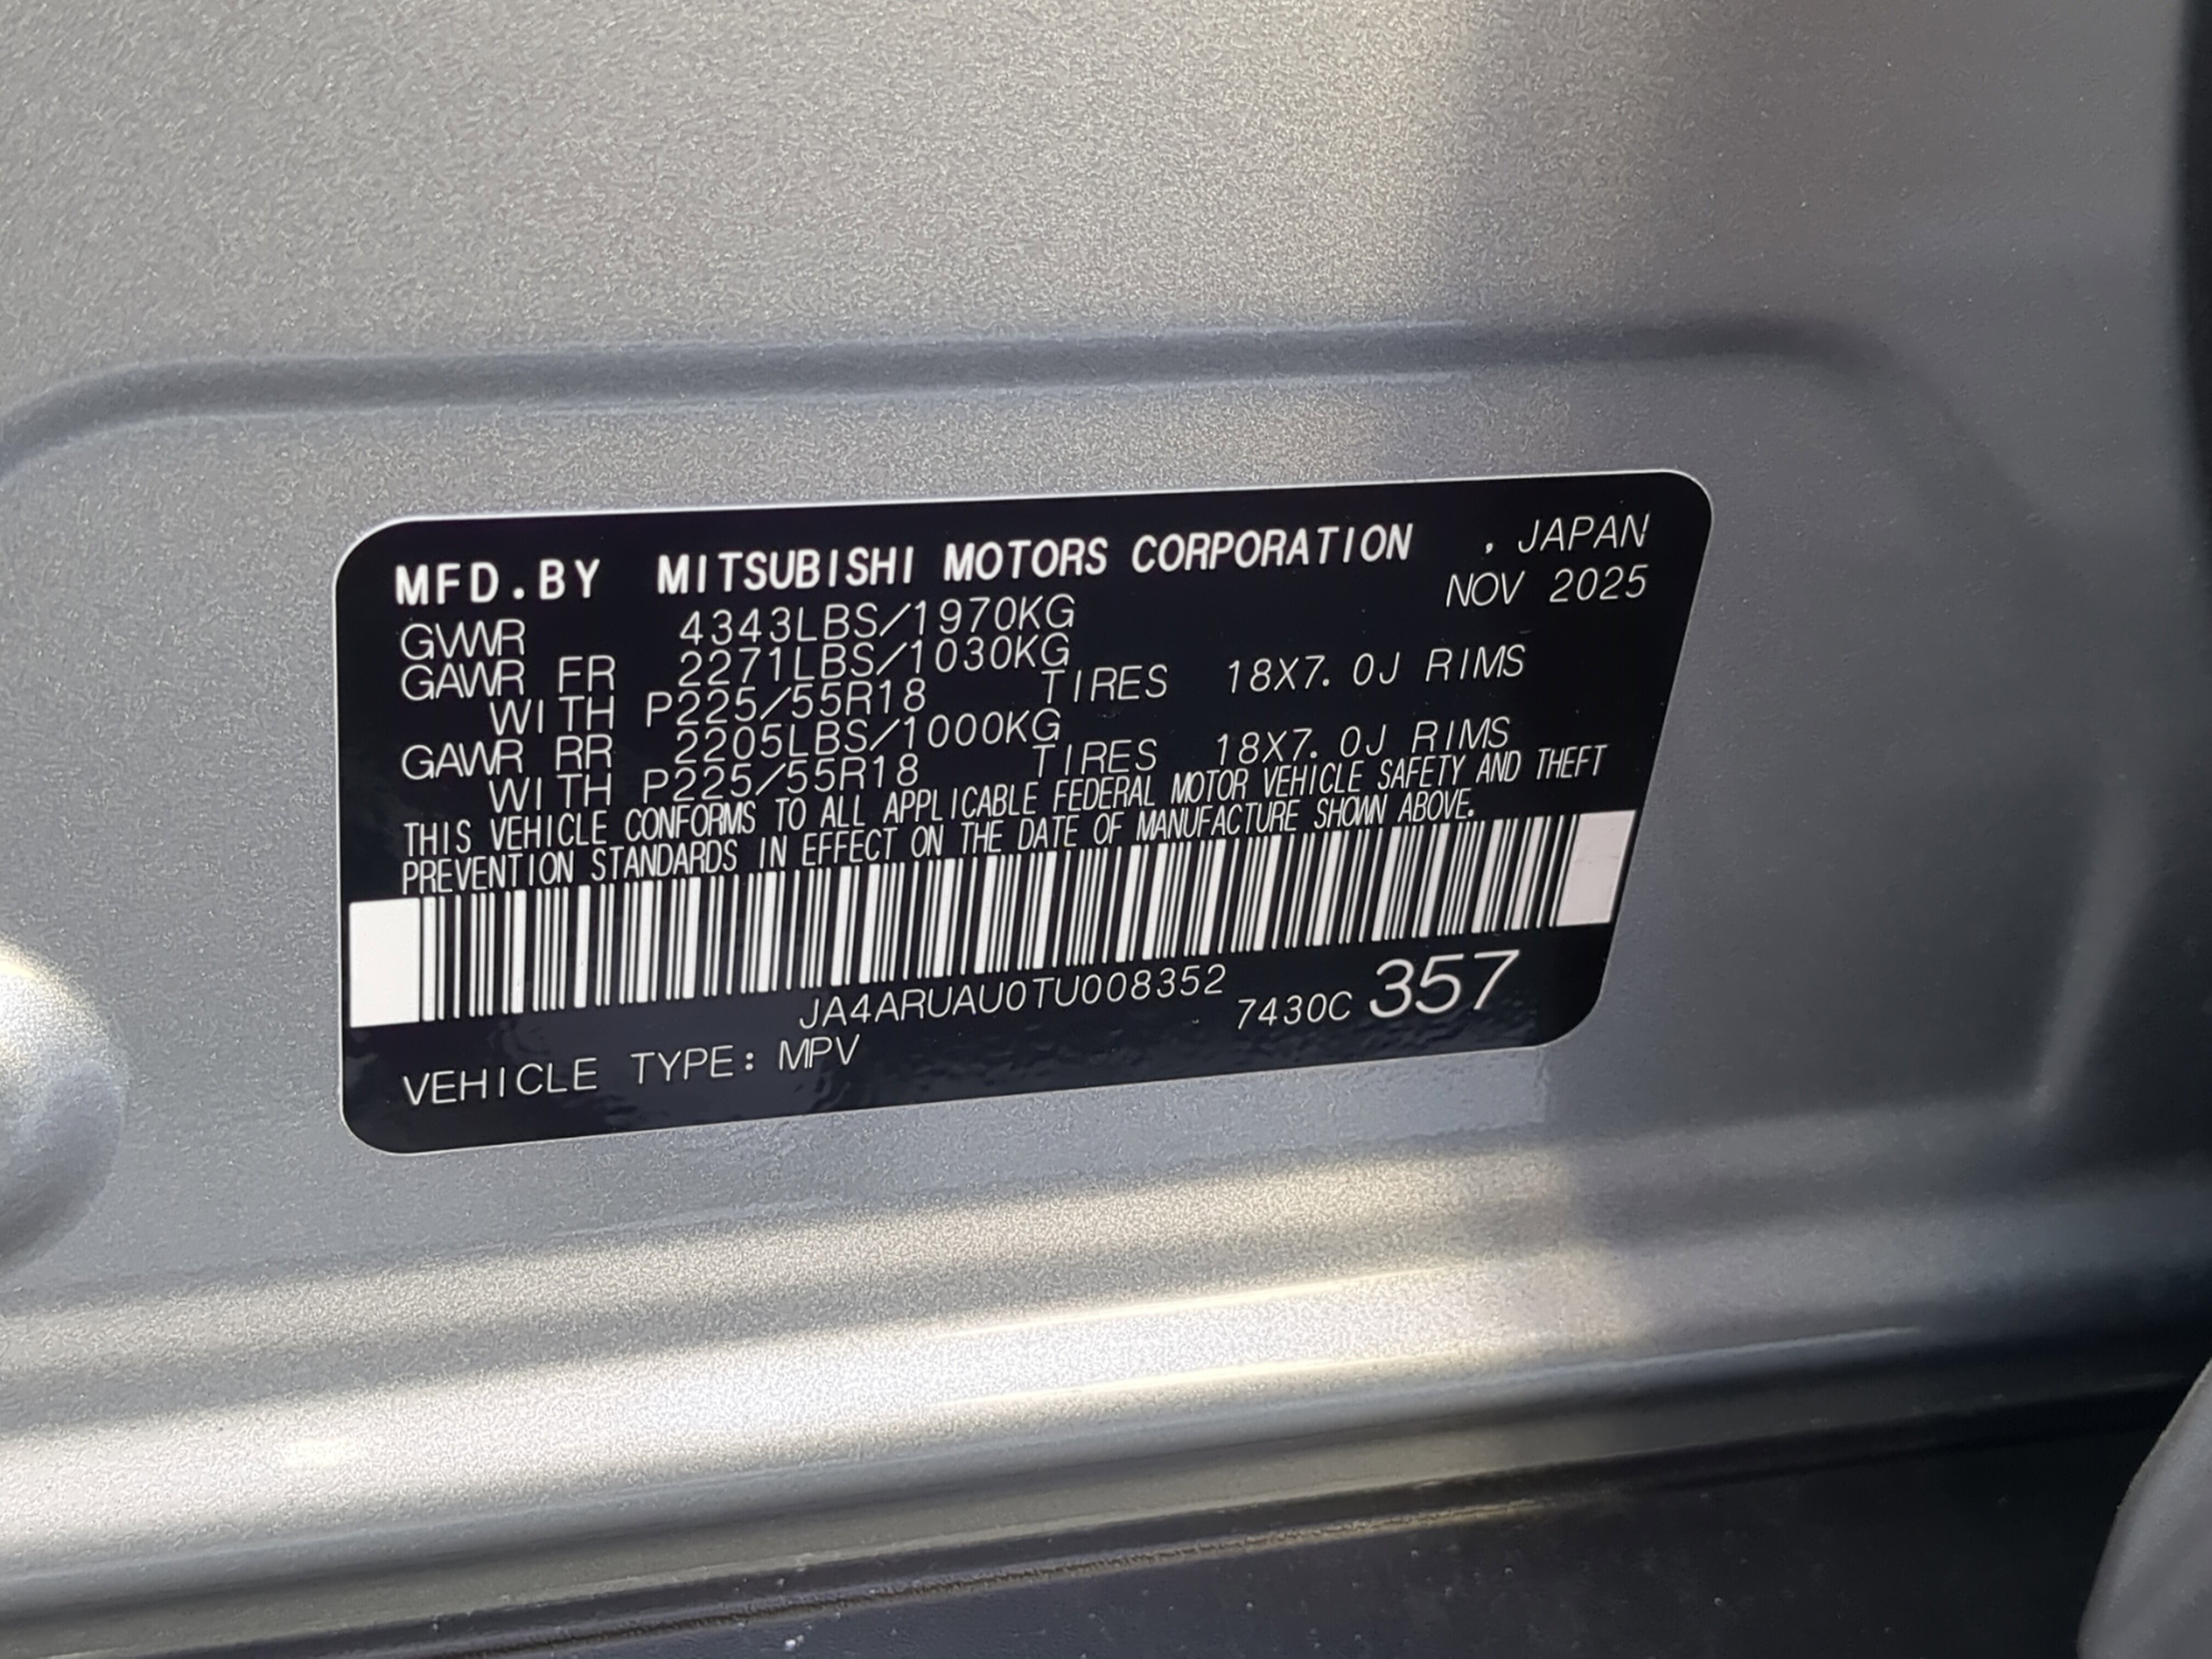 MFD.BY MITSUBISHI MOTORS CORPORATION , JAPAN
NOV 2025
GVWR 4343LBS/1970KG
GAWR FR 2271LBS/1030KG
WITH P225/55R18 TIRES 18X7.0J RIMS
GAWR RR 2205LBS/1000KG
WITH P225/55R18 TIRES 18X7.0J RIMS
THIS VEHICLE CONFORMS TO ALL APPLICABLE FEDERAL MOTOR VEHICLE SAFETY AND THEFT
PREVENTION STANDARDS IN EFFECT ON THE DATE OF MANUFACTURE SHOWN ABOVE.
JA4ARUAU0TU008352 7430C 357
VEHICLE TYPE: MPV